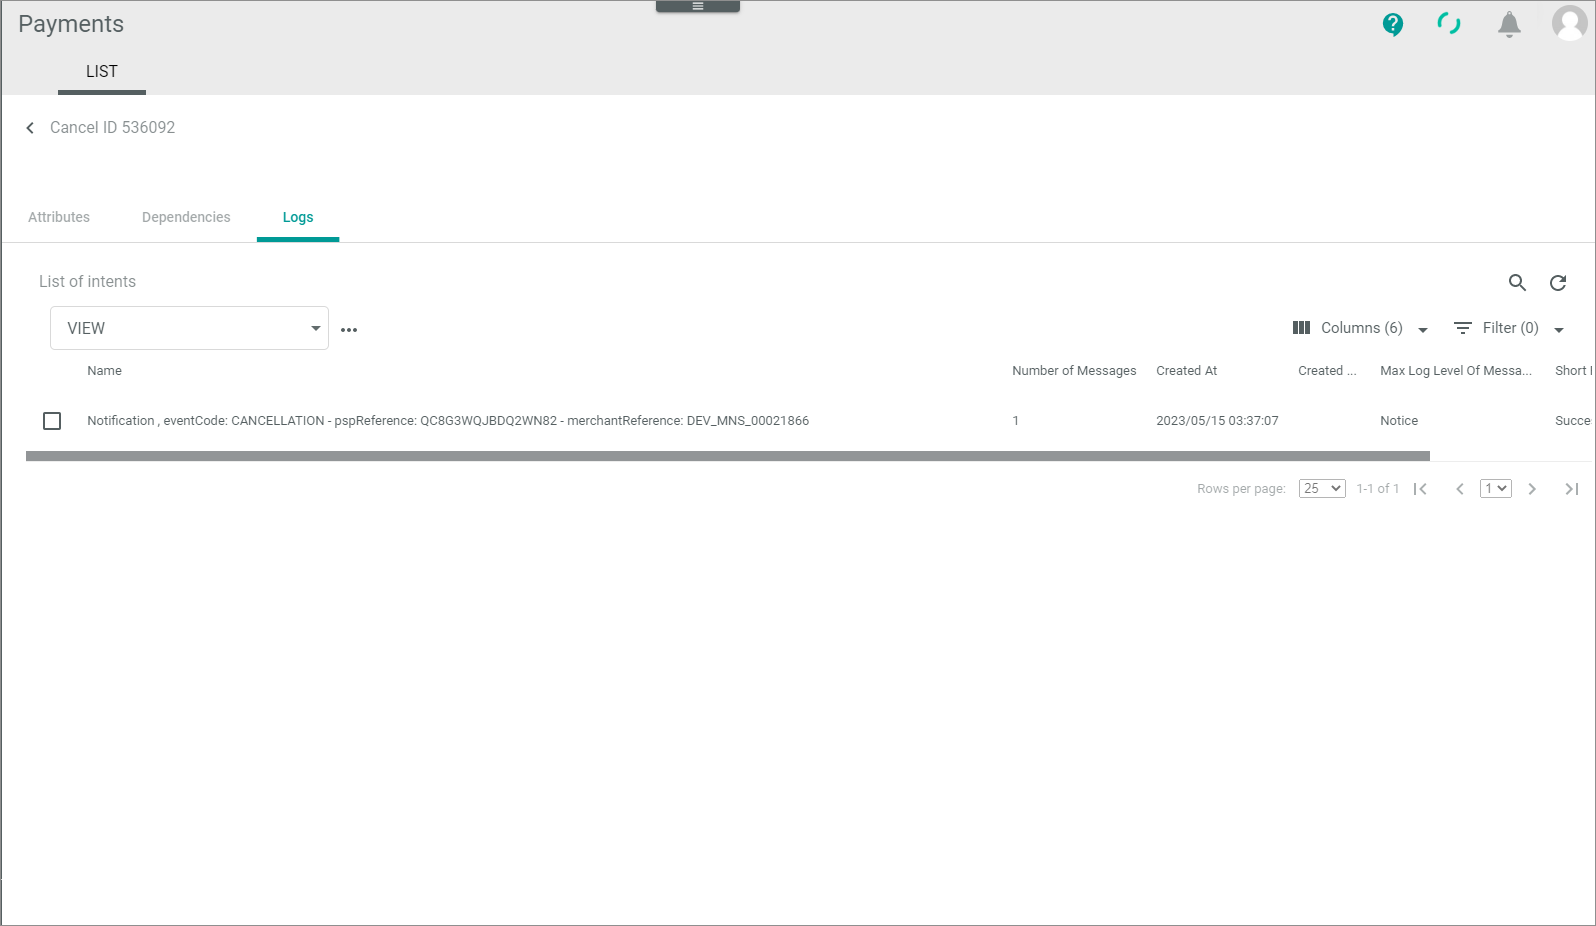 Payments
LIST
Cancel ID 536092
Attributes Dependencies Logs
List of intents
VIEW
Columns (6) Filter (0)
Name Number of Messages Created At Created ... Max Log Level Of Messa... Short
Notification , eventCode: CANCELLATION - pspReference: QC8G3WQJBDQ2WN82 - merchantReference: DEV_MNS_00021866 1 2023/05/15 03:37:07 Notice Succe
Rows per page: 25 1-1 of 1 1